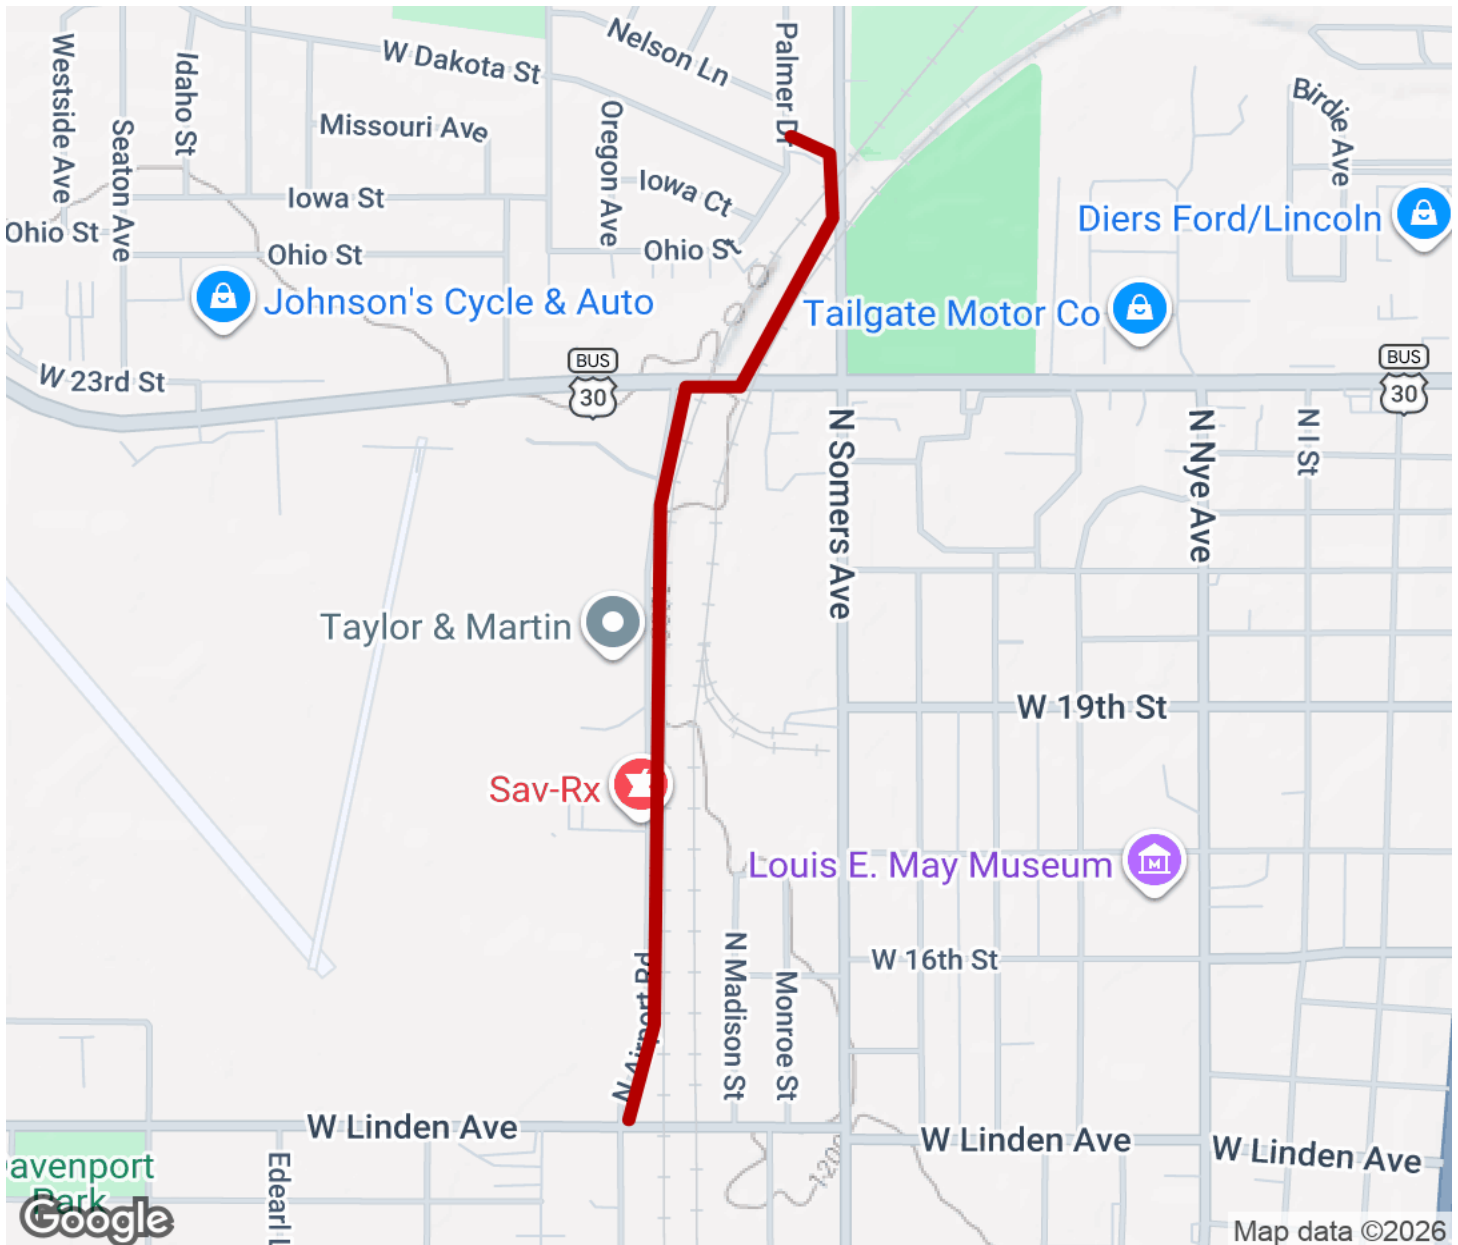 Westside Ave
Seaton Ave
Idaho St
W Dakota St
Missouri Ave
Nelson Ln
Palmer Dr
Oregon Ave
Iowa St
Iowa Ct
Ohio St
Ohio St
Ohio St
Birdie Ave
Diers Ford/Lincoln
Johnson's Cycle & Auto
Tailgate Motor Co
W 23rd St
BUS
30
BUS
30
N Somers Ave
N Nye Ave
N I St
Taylor & Martin
W 19th St
Sav-Rx
Louis E. May Museum
N Airport Rd
N Madison St
Monroe St
W 16th St
W Linden Ave
W Linden Ave
W Linden Ave
avenport
Park
Edearl L
Google
Map data ©2026